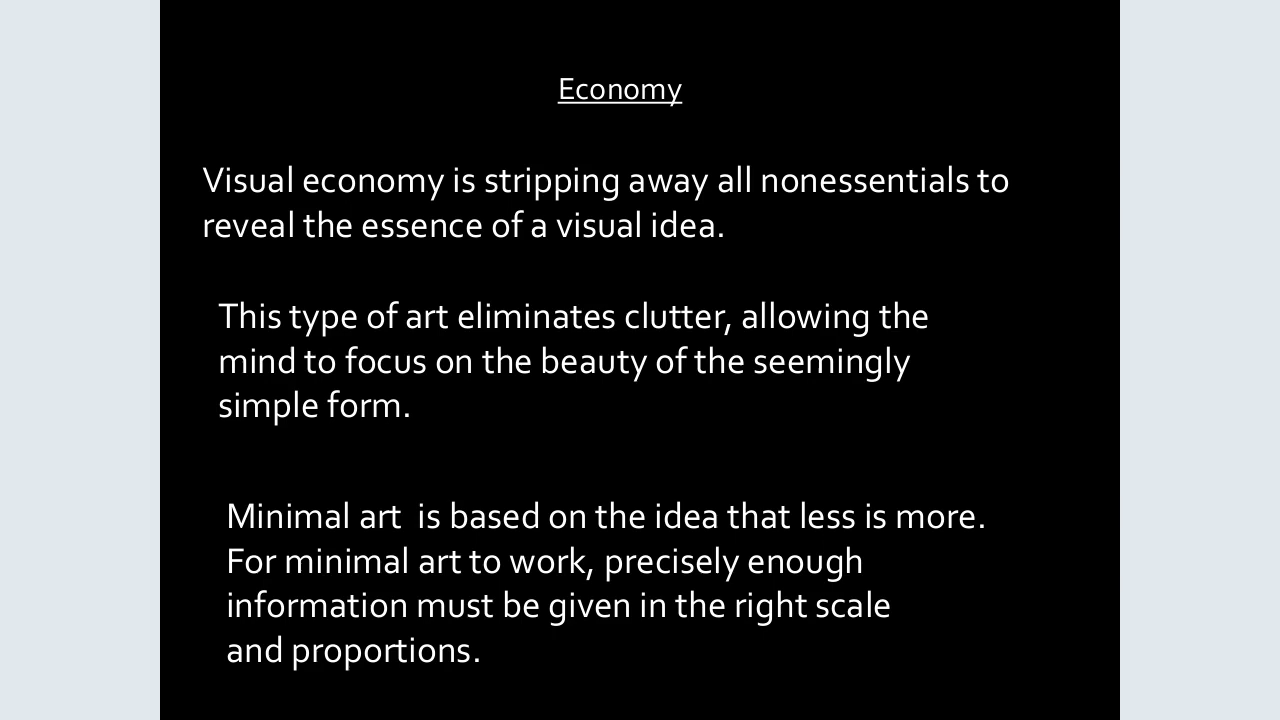 Economy
Visual economy is stripping away all nonessentials to
reveal the essence of a visual idea.
This type of art eliminates clutter, allowing the
mind to focus on the beauty of the seemingly
simple form.
Minimal art  is based on the idea that less is more.
For minimal art to work, precisely enough
information must be given in the right scale
and proportions.